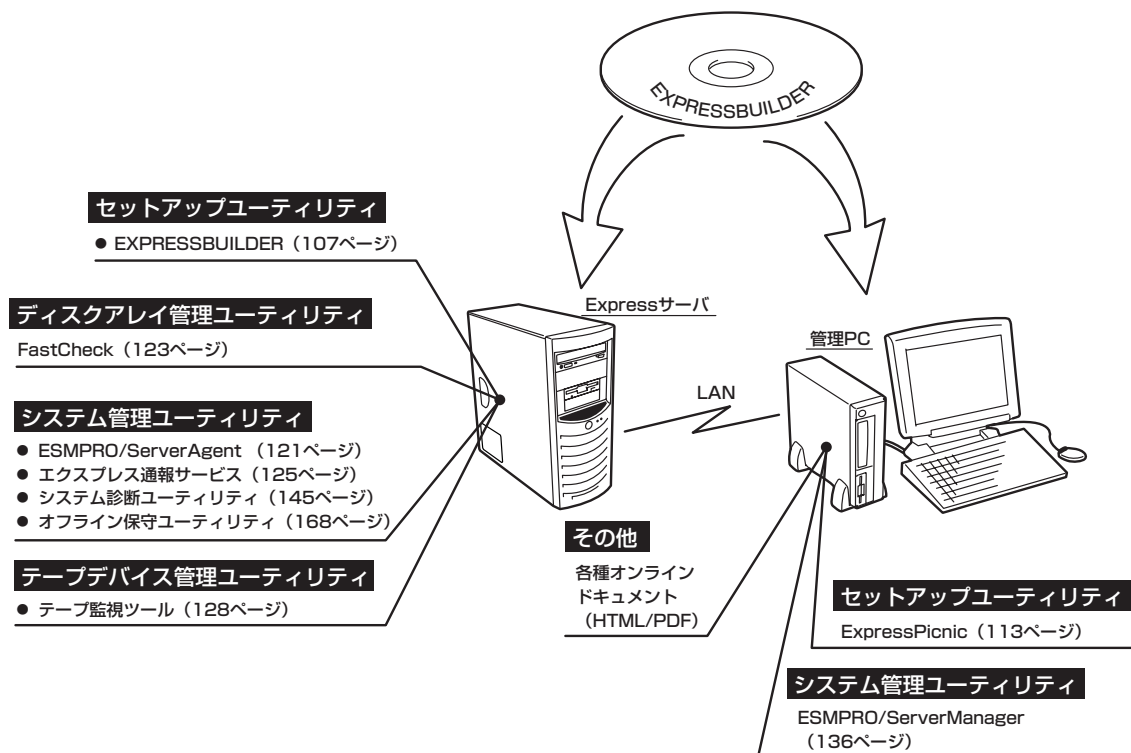 EXPRESSBUILDER
セットアップユーティリティ
● EXPRESSBUILDER（107ページ）
ディスクアレイ管理ユーティリティ
FastCheck（123ページ）
システム管理ユーティリティ
● ESMPRO/ServerAgent （121ページ）
● エクスプレス通報サービス（125ページ）
● システム診断ユーティリティ（145ページ）
● オフライン保守ユーティリティ（168ページ）
テープデバイス管理ユーティリティ
● テープ監視ツール（128ページ）
Expressサーバ
LAN
管理PC
その他
各種オンライン
ドキュメント
（HTML/PDF）
セットアップユーティリティ
ExpressPicnic（113ページ）
システム管理ユーティリティ
ESMPRO/ServerManager
（136ページ）